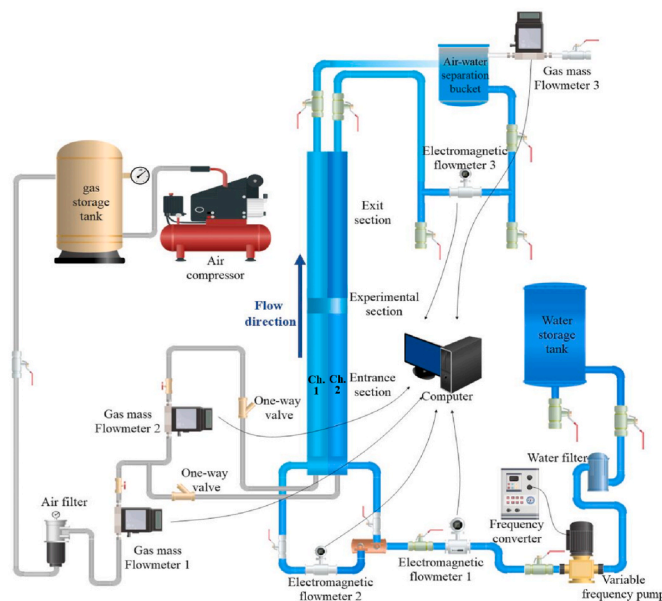 Air-water
separation
bucket
Gas mass
Flowmeter 3
Electromagnetic
flowmeter 3
gas
storage
tank
Air
compressor
Exit
section
Flow
direction
Experimental
section
Water
storage
tank
Ch.
1
Ch.
2
Entrance
section
Computer
One-way
valve
Gas mass
Flowmeter 2
One-way
valve
Water filter
Air filter
Gas mass
Flowmeter 1
Frequency
converter
Electromagnetic
flowmeter 2
Electromagnetic
flowmeter 1
Variable
frequency pump